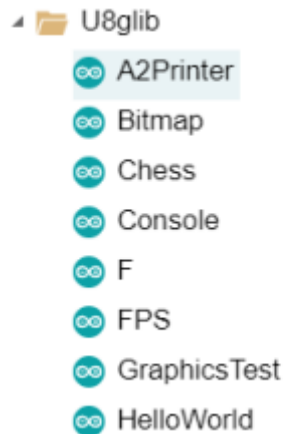 U8glib
A2Printer
Bitmap
Chess
Console
F
FPS
GraphicsTest
HelloWorld